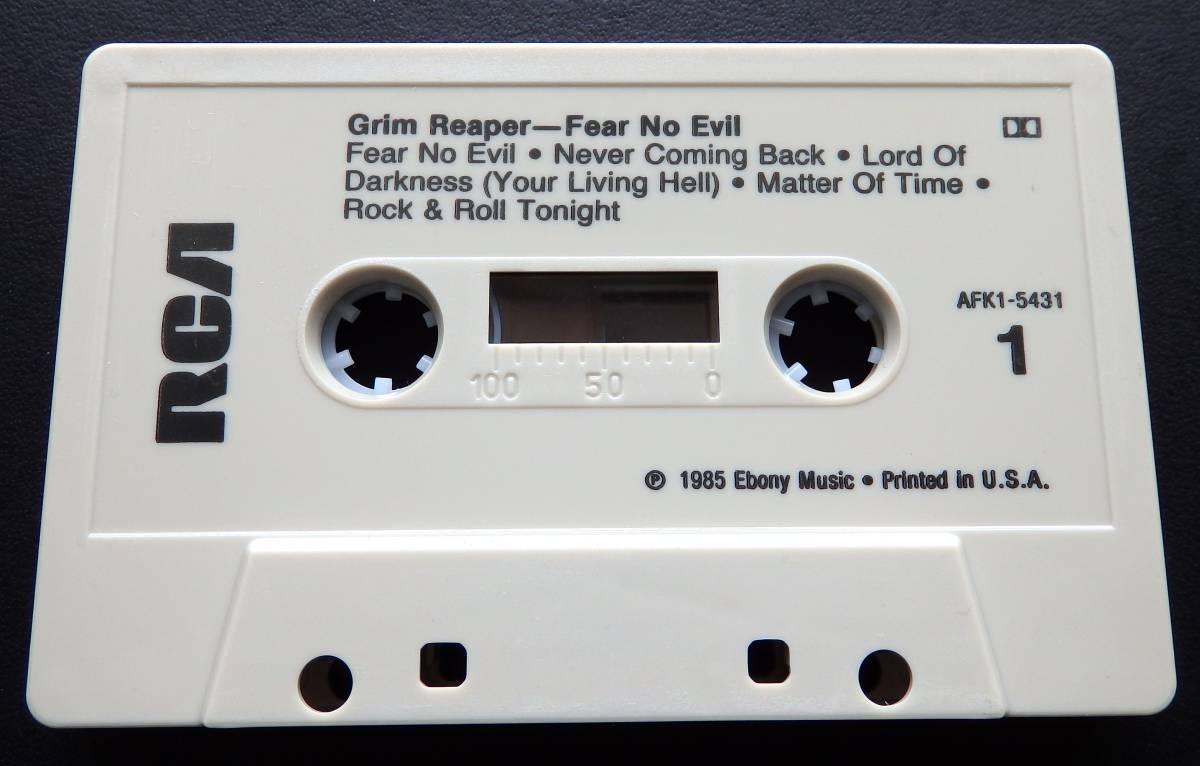 Grim Reaper—Fear No Evil
Fear No Evil • Never Coming Back • Lord Of
Darkness (Your Living Hell) • Matter Of Time •
Rock & Roll Tonight
RCA
AFK1-5431
1
100 50 0
℗ 1985 Ebony Music • Printed in U.S.A.